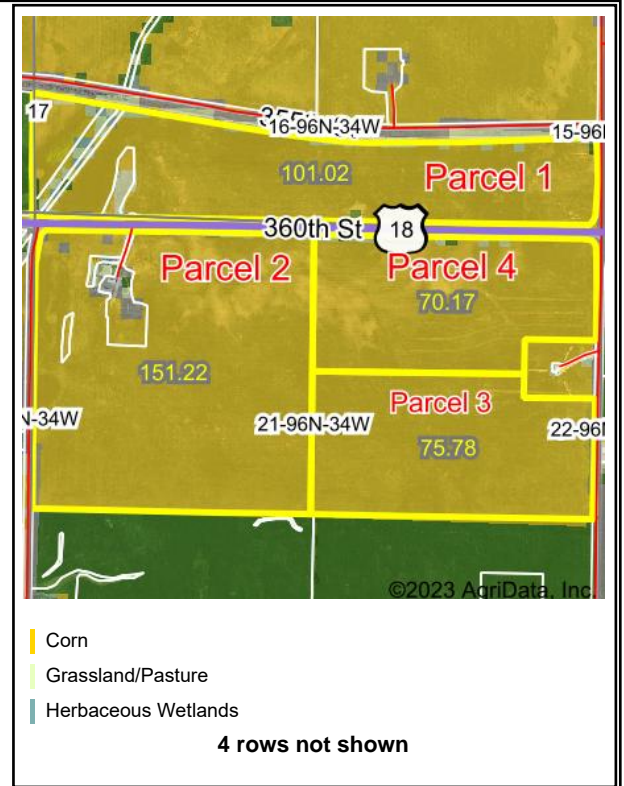 17
355th
16-96N-34W
15-96
101.02
Parcel 1
360th St
18
Parcel 2
Parcel 4
70.17
151.22
Parcel 3
N-34W
21-96N-34W
22-96
75.78
©2023 AgriData, Inc.
Corn
Grassland/Pasture
Herbaceous Wetlands
4 rows not shown